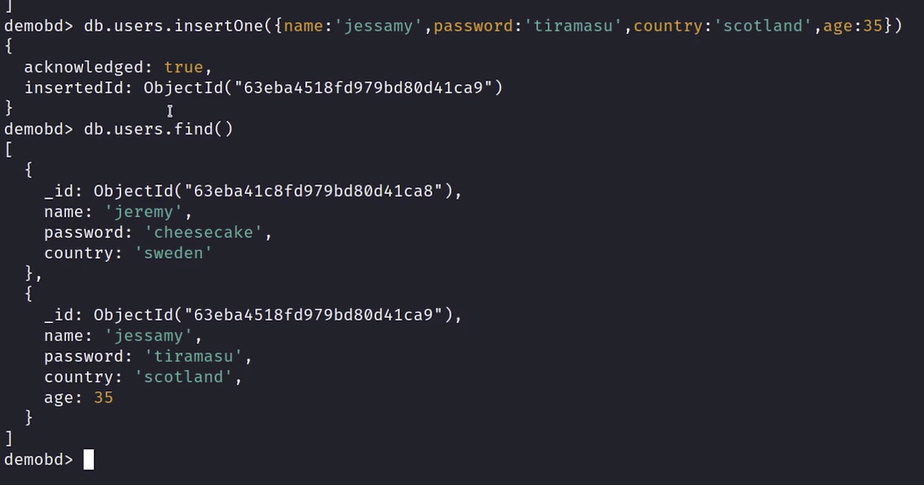 ]
demobd> db.users.insertOne({name:'jessamy',password:'tiramasu',country:'scotland',age:35})
{
  acknowledged: true,
  insertedId: ObjectId("63eba4518fd979bd80d41ca9")
}
demobd> db.users.find()
[
  {
    _id: ObjectId("63eba41c8fd979bd80d41ca8"),
    name: 'jeremy',
    password: 'cheesecake',
    country: 'sweden'
  },
  {
    _id: ObjectId("63eba4518fd979bd80d41ca9"),
    name: 'jessamy',
    password: 'tiramasu',
    country: 'scotland',
    age: 35
  }
]
demobd>